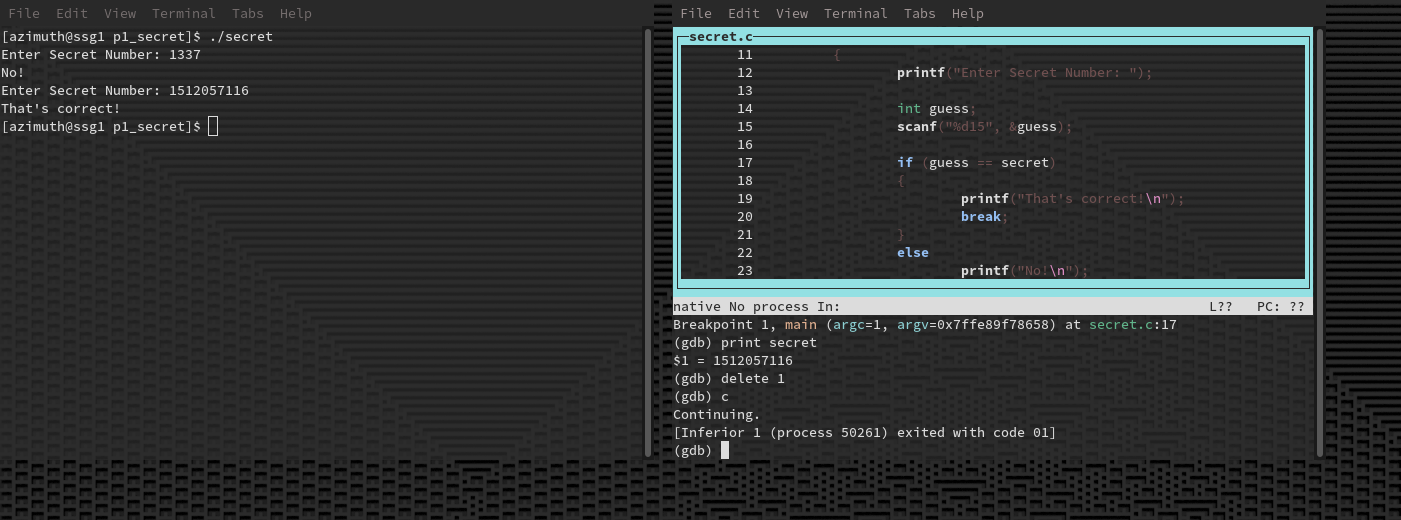 File Edit View Terminal Tabs Help
[azimuth@ssg1 p1_secret]$ ./secret
Enter Secret Number: 1337
No!
Enter Secret Number: 1512057116
That's correct!
[azimuth@ssg1 p1_secret]$
File Edit View Terminal Tabs Help
secret.c
11 {
12 printf("Enter Secret Number: ");
13
14 int guess;
15 scanf("%d15", &guess);
16
17 if (guess == secret)
18 {
19 printf("That's correct!\n");
20 break;
21 }
22 else
23 printf("No!\n");
native No process In: L?? PC: ??
Breakpoint 1, main (argc=1, argv=0x7ffe89f78658) at secret.c:17
(gdb) print secret
$1 = 1512057116
(gdb) delete 1
(gdb) c
Continuing.
[Inferior 1 (process 50261) exited with code 01]
(gdb)